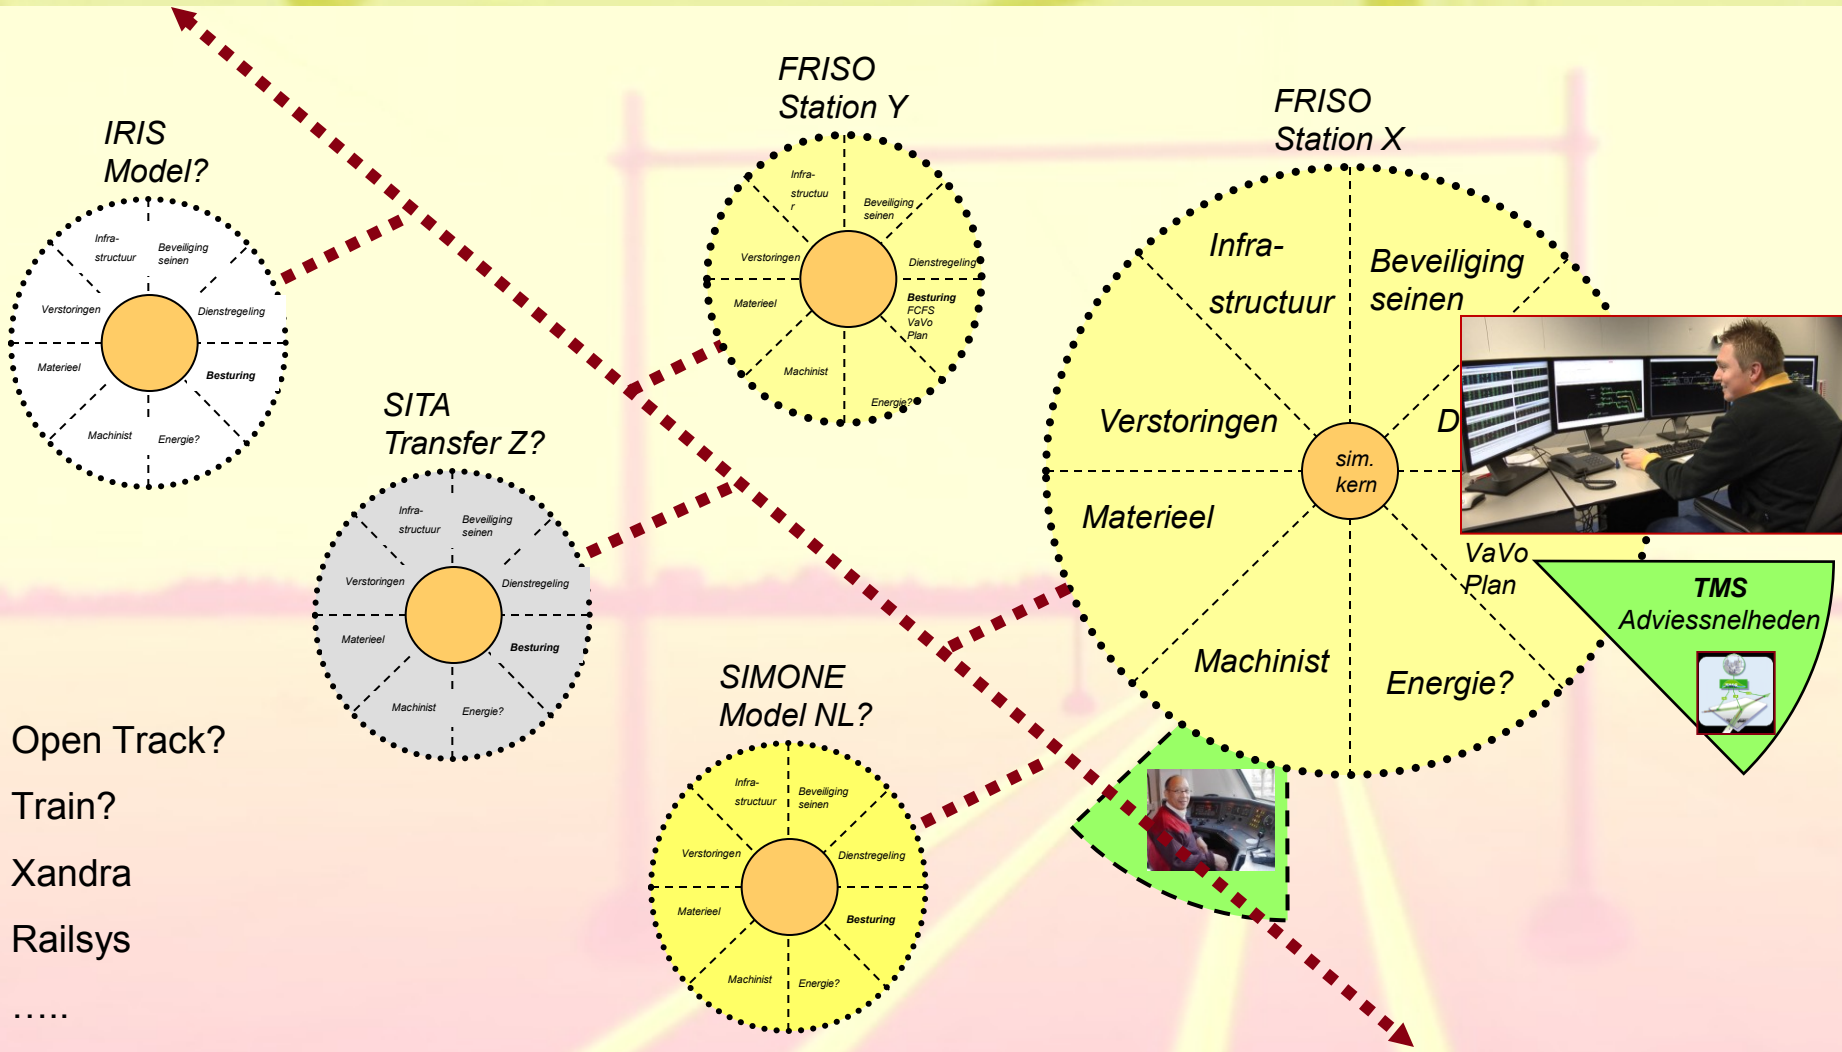 IRIS
Model?
Infra-
structuur
Beveiliging
seinen
Verstoringen
Dienstregeling
Materieel
Besturing
Machinist
Energie?
FRISO
Station Y
Infra-
structuu
r
Beveiliging
seinen
Verstoringen
Dienstregeling
Materieel
Besturing
FCFS
VaVo
Plan
Machinist
Energie?
FRISO
Station X
Infra-
structuur
Beveiliging
seinen
Verstoringen
D
sim.
kern
Materieel
VaVo
Plan
Machinist
Energie?
TMS
Adviessnelheden
SITA
Transfer Z?
Infra-
structuur
Beveiliging
seinen
Verstoringen
Dienstregeling
Materieel
Besturing
Machinist
Energie?
SIMONE
Model NL?
Infra-
structuur
Beveiliging
seinen
Verstoringen
Dienstregeling
Materieel
Besturing
Machinist
Energie?
Open Track?
Train?
Xandra
Railsys
…..